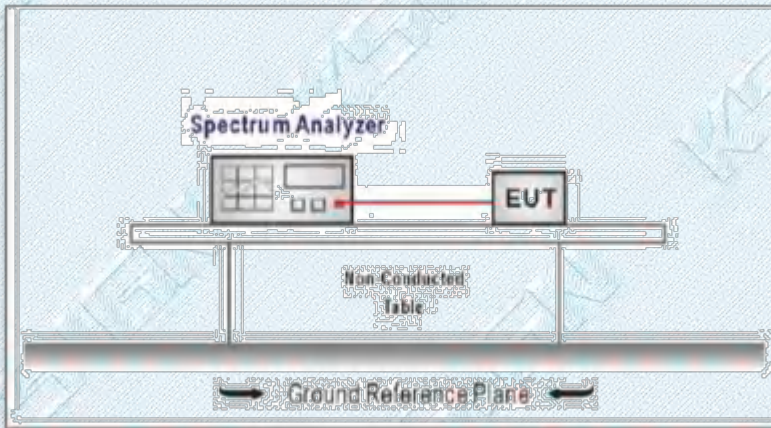 Spectrum Analyzer
EUT
Non-Conducted
Table
Ground Reference Plane